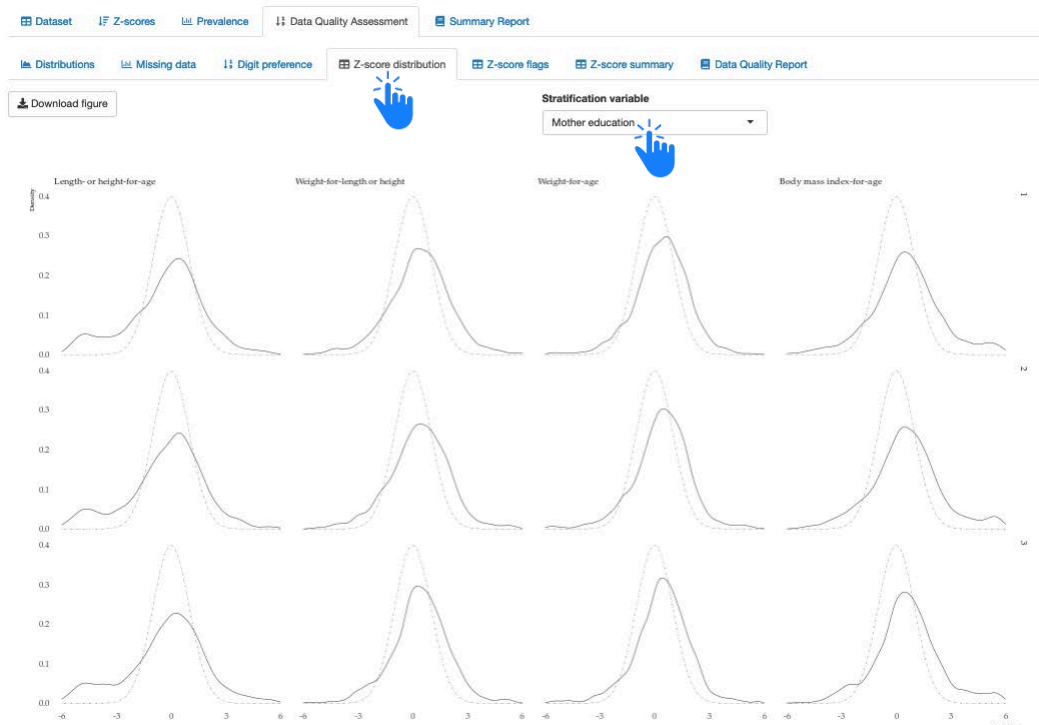 Dataset Z-scores Prevalence Data Quality Assessment Summary Report
Distributions Missing data Digit preference Z-score distribution Z-score flags Z-score summary Data Quality Report
Download figure
Stratification variable
Mother education
Length- or height-for-age Weight-for-length or height Weight-for-age Body mass index-for-age
Density
0.4
0.3
0.2
0.1
0.0
1
0.4
0.3
0.2
0.1
0.0
2
0.4
0.3
0.2
0.1
0.0
3
-6 -3 0 3 6 -6 -3 0 3 6 -6 -3 0 3 6 -6 -3 0 3 6